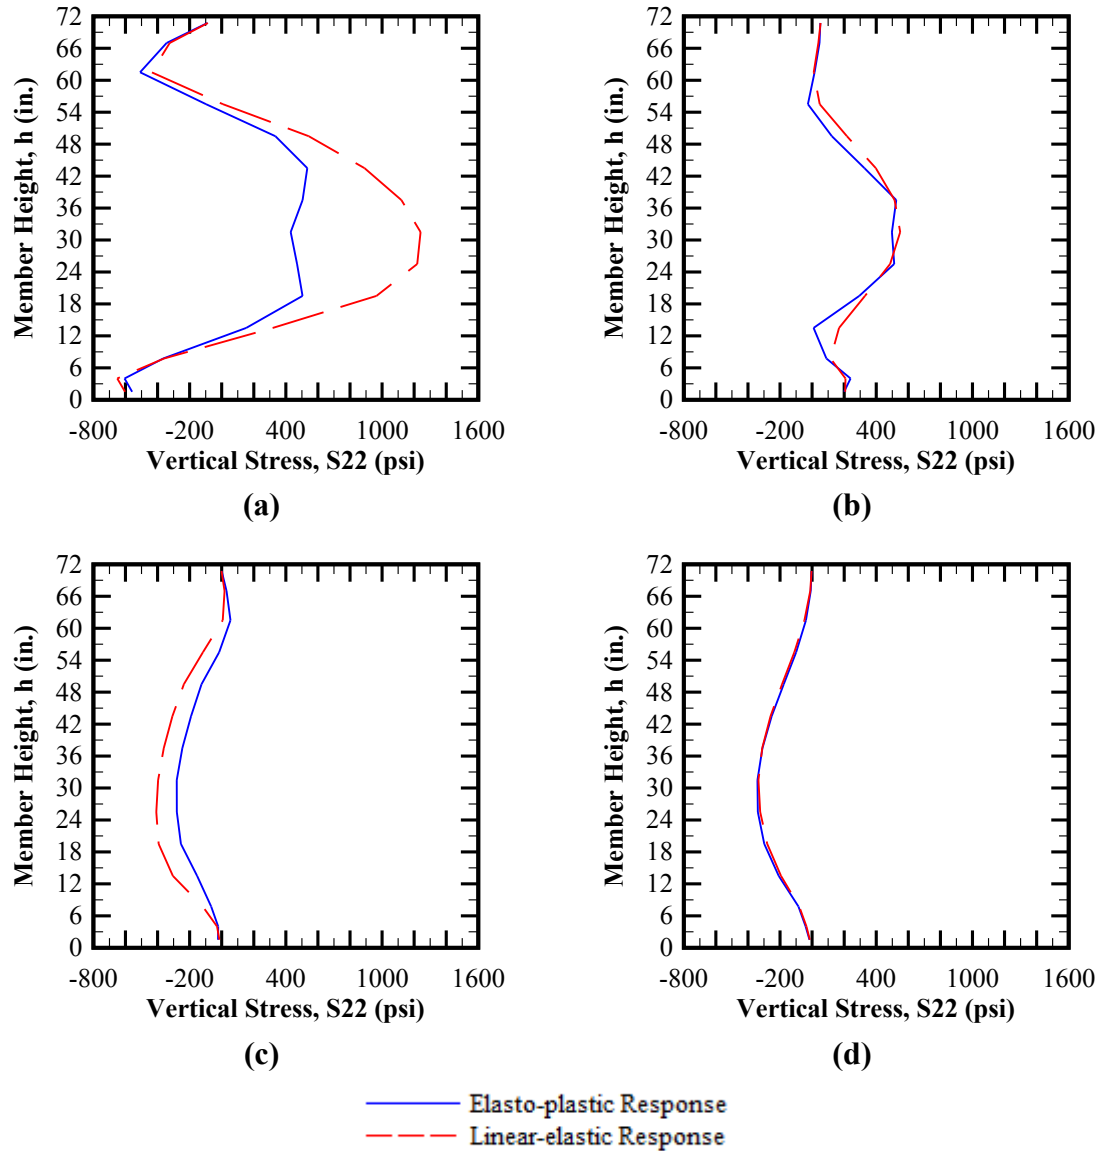 72
66
60
54
48
42
36
30
24
18
12
6
0
Member Height, h (in.)
-800 -200 400 1000 1600
Vertical Stress, S22 (psi)
(a)
72
66
60
54
48
42
36
30
24
18
12
6
0
Member Height, h (in.)
-800 -200 400 1000 1600
Vertical Stress, S22 (psi)
(b)
72
66
60
54
48
42
36
30
24
18
12
6
0
Member Height, h (in.)
-800 -200 400 1000 1600
Vertical Stress, S22 (psi)
(c)
72
66
60
54
48
42
36
30
24
18
12
6
0
Member Height, h (in.)
-800 -200 400 1000 1600
Vertical Stress, S22 (psi)
(d)
Elasto-plastic Response
Linear-elastic Response